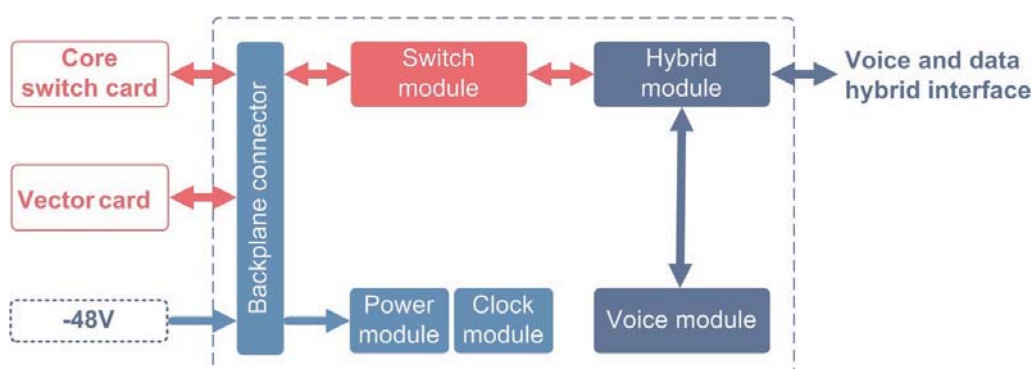 Core
switch card
Switch
module
Hybrid
module
Voice and data
hybrid interface
Backplane connector
Vector card
-48V
Power
module
Clock
module
Voice module